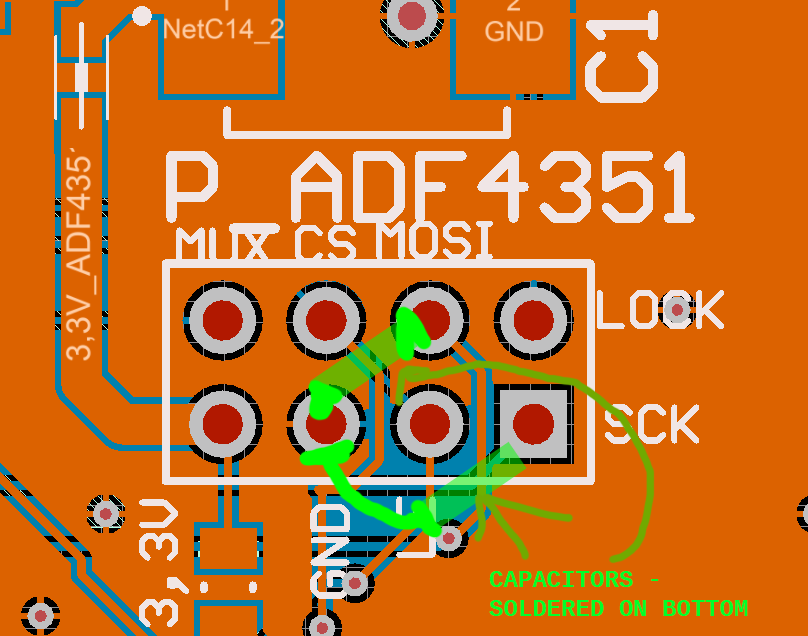 1 NetC14_2
2 GND
C1
P ADF4351
3,3V_ADF435
MUX CS MOSI
LOCK
SCK
3,3V
GND
CAPACITORS -
SOLDERED ON BOTTOM